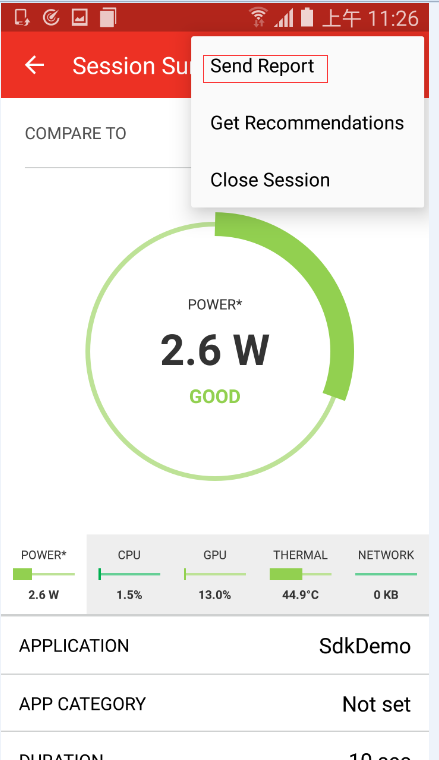 上午 11:26
Session Su
Send Report
Get Recommendations
Close Session
COMPARE TO
POWER*
2.6 W
GOOD
POWER* CPU GPU THERMAL NETWORK
2.6 W 1.5% 13.0% 44.9°C 0 KB
APPLICATION SdkDemo
APP CATEGORY Not set
DURATION 10 sec